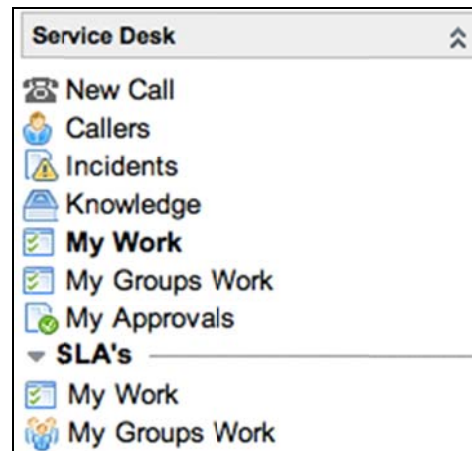 Service Desk
New Call
Callers
Incidents
Knowledge
My Work
My Groups Work
My Approvals
SLA's
My Work
My Groups Work